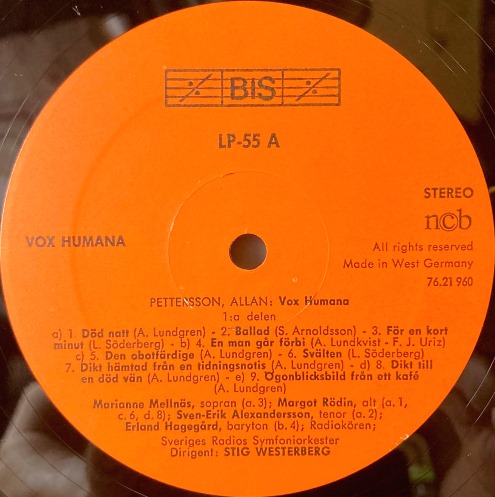 BIS
LP-55 A
STEREO
n©b
VOX HUMANA
All rights reserved
Made in West Germany
76.21 960
PETTERSSON, ALLAN: Vox Humana
1:a delen
a) 1. Död natt (A. Lundgren) - 2. Ballad (S. Arnoldsson) - 3. För en kort
minut (L. Söderberg) - b) 4. En man går förbi (A. Lundkvist - F. J. Uriz)
c) 5. Den obotfärdige (A. Lundgren) - 6. Svälten (L. Söderberg)
7. Dikt hämtad från en tidningsnotis (A. Lundgren) - d) 8. Dikt till
en död vän (A. Lundgren) - e) 9. Ögonblicksbild från ett kafé
(A. Lundgren)
Marianne Mellnäs, sopran (a. 3); Margot Rödin, alt (a. 1,
c. 6, d. 8); Sven-Erik Alexandersson, tenor (a. 2);
Erland Hagegård, baryton (b. 4); Radiokören;
Sveriges Radios Symfoniorkester
Dirigent: STIG WESTERBERG